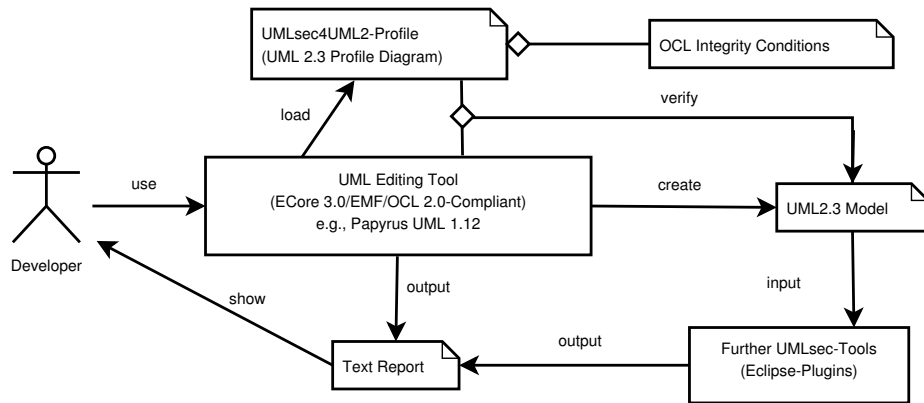 UMLsec4UML2-Profile
(UML 2.3 Profile Diagram)
OCL Integrity Conditions
load
verify
use
UML Editing Tool
(ECore 3.0/EMF/OCL 2.0-Compliant)
e.g., Papyrus UML 1.12
create
UML2.3 Model
Developer
show
output
input
output
Text Report
Further UMLsec-Tools
(Eclipse-Plugins)